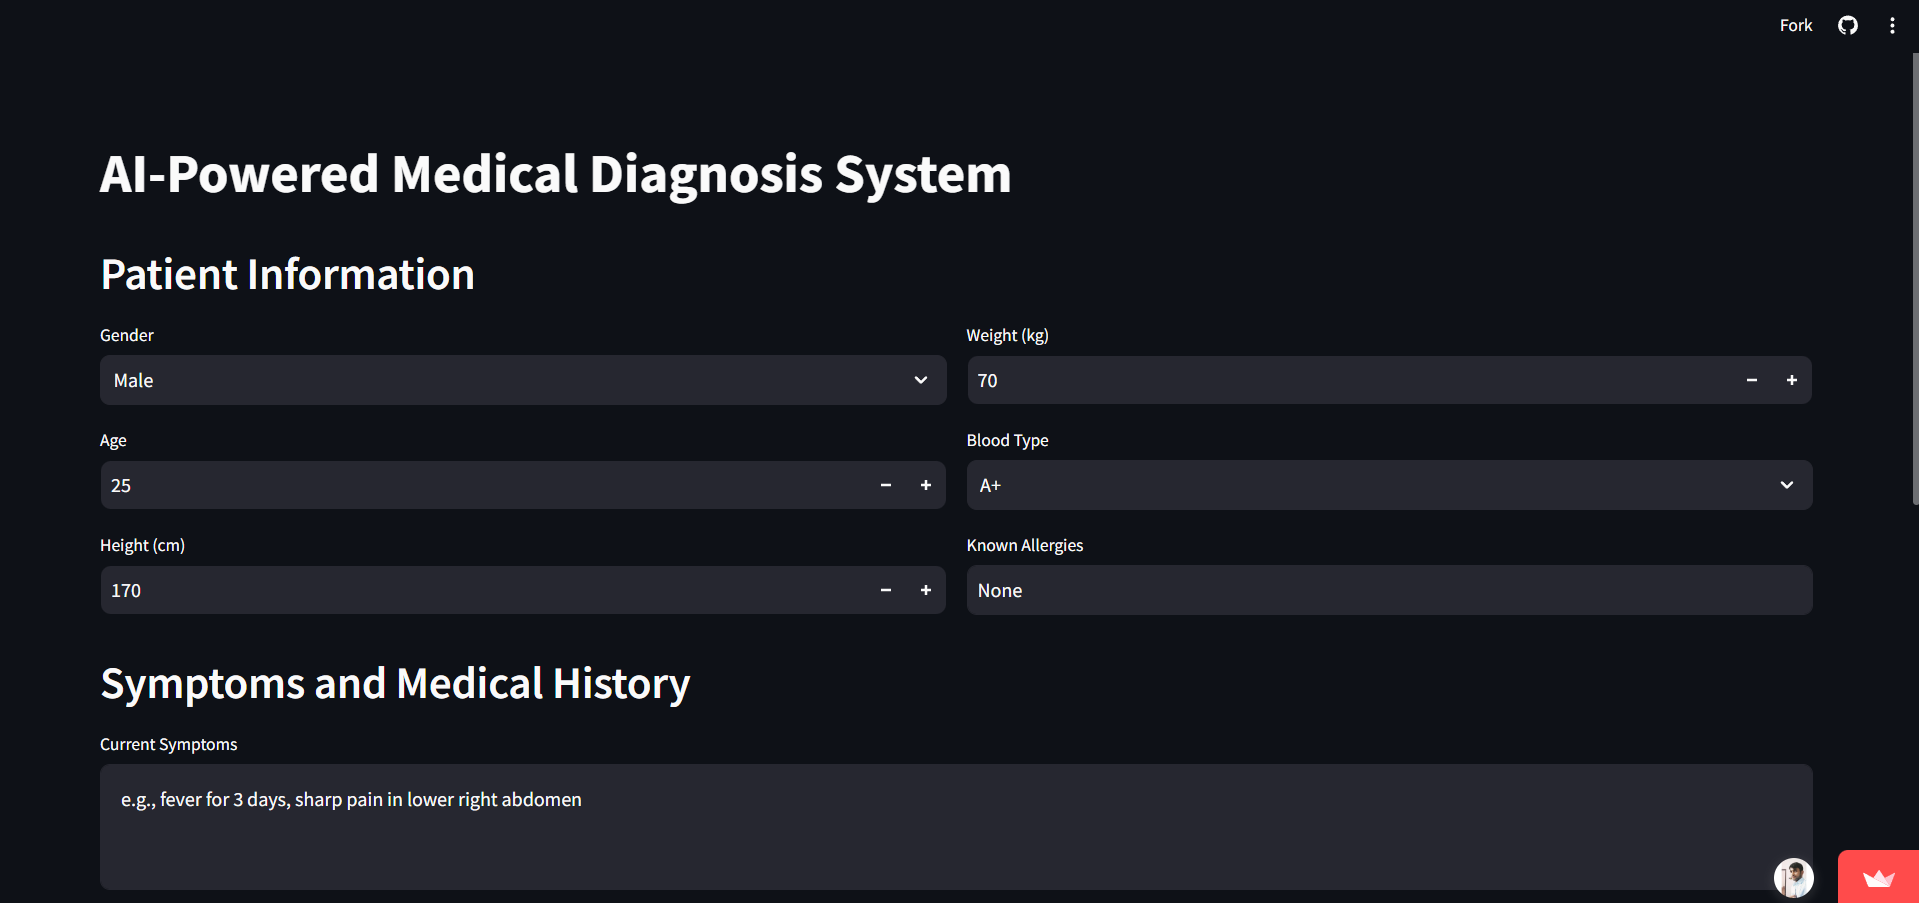 Fork
AI-Powered Medical Diagnosis System
Patient Information
Gender
Male
Weight (kg)
70
Age
25
Blood Type
A+
Height (cm)
170
Known Allergies
None
Symptoms and Medical History
Current Symptoms
e.g., fever for 3 days, sharp pain in lower right abdomen